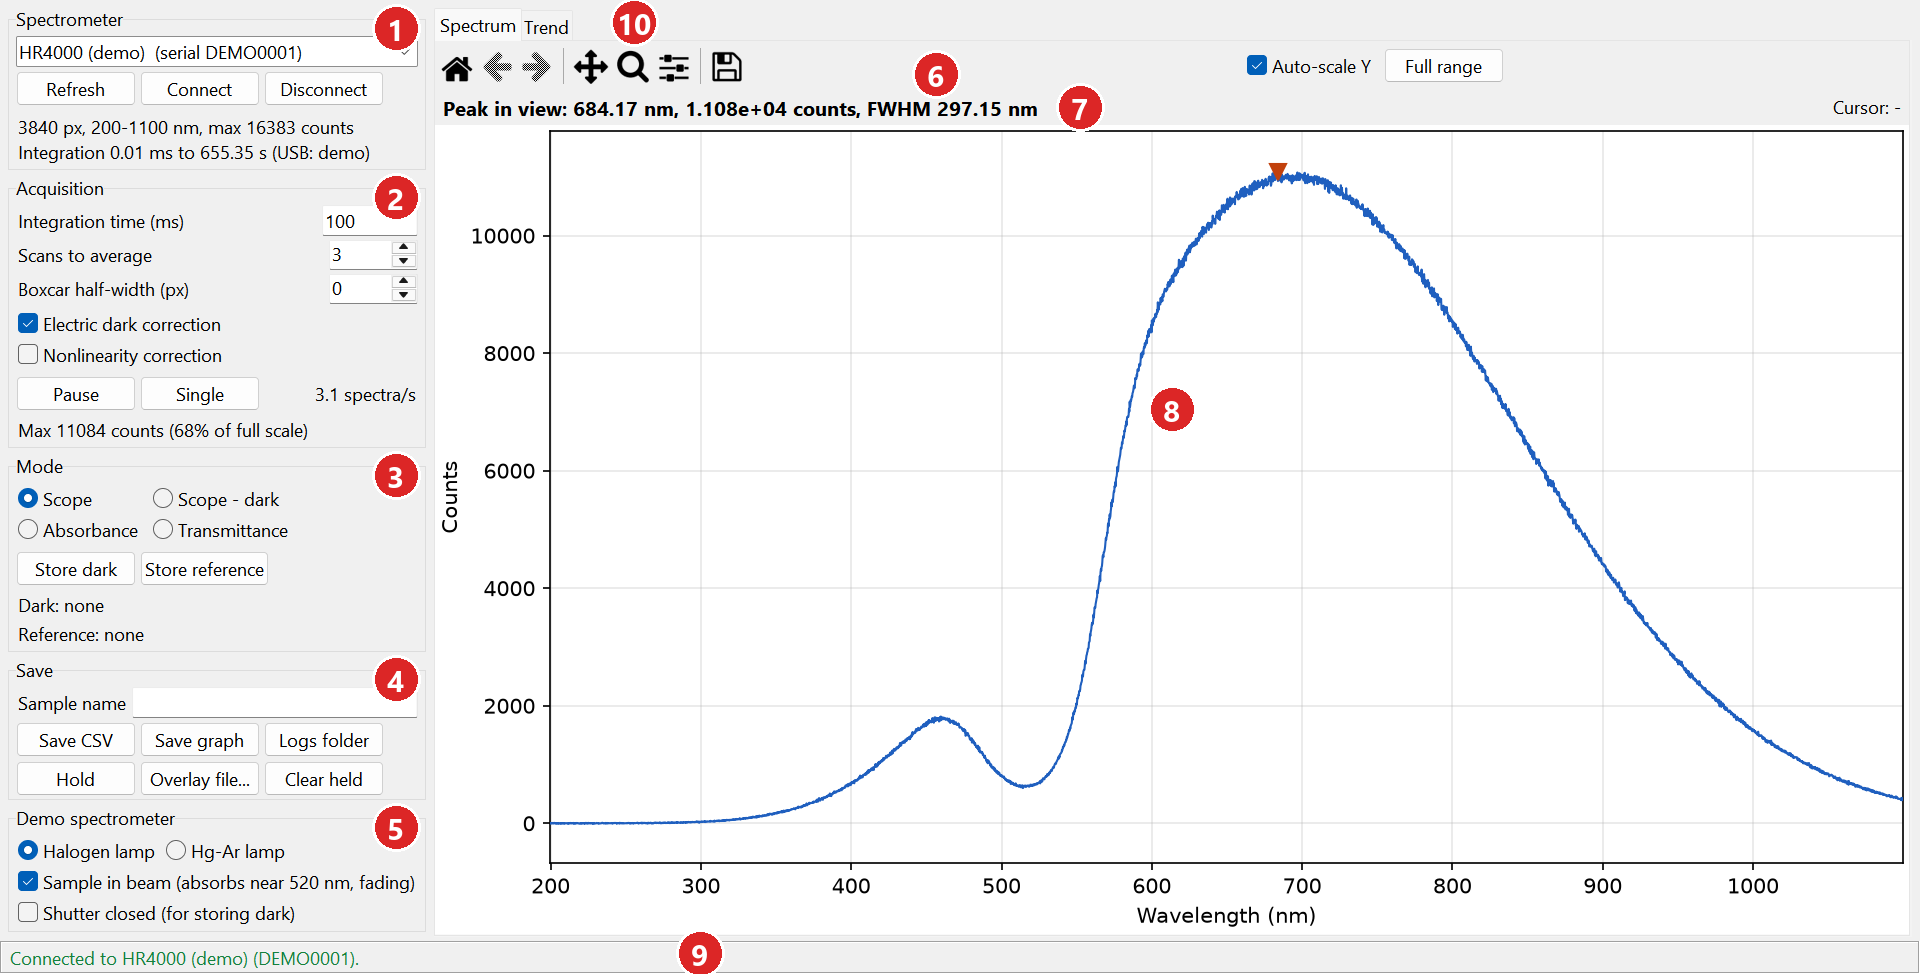 Spectrometer
1
HR4000 (demo)  (serial DEMO0001)
Refresh Connect Disconnect
3840 px, 200-1100 nm, max 16383 counts
Integration 0.01 ms to 655.35 s (USB: demo)
Acquisition
2
Integration time (ms) 100
Scans to average 3
Boxcar half-width (px) 0
Electric dark correction
Nonlinearity correction
Pause Single 3.1 spectra/s
Max 11084 counts (68% of full scale)
Mode
3
Scope Scope - dark
Absorbance Transmittance
Store dark Store reference
Dark: none
Reference: none
Save
4
Sample name
Save CSV Save graph Logs folder
Hold Overlay file... Clear held
Demo spectrometer
5
Halogen lamp Hg-Ar lamp
Sample in beam (absorbs near 520 nm, fading)
Shutter closed (for storing dark)
Spectrum Trend
10
6
Auto-scale Y Full range
Peak in view: 684.17 nm, 1.108e+04 counts, FWHM 297.15 nm
7
Cursor: -
10000
8000
6000
4000
2000
0
Counts
8
200 300 400 500 600 700 800 900 1000
Wavelength (nm)
Connected to HR4000 (demo) (DEMO0001).
9